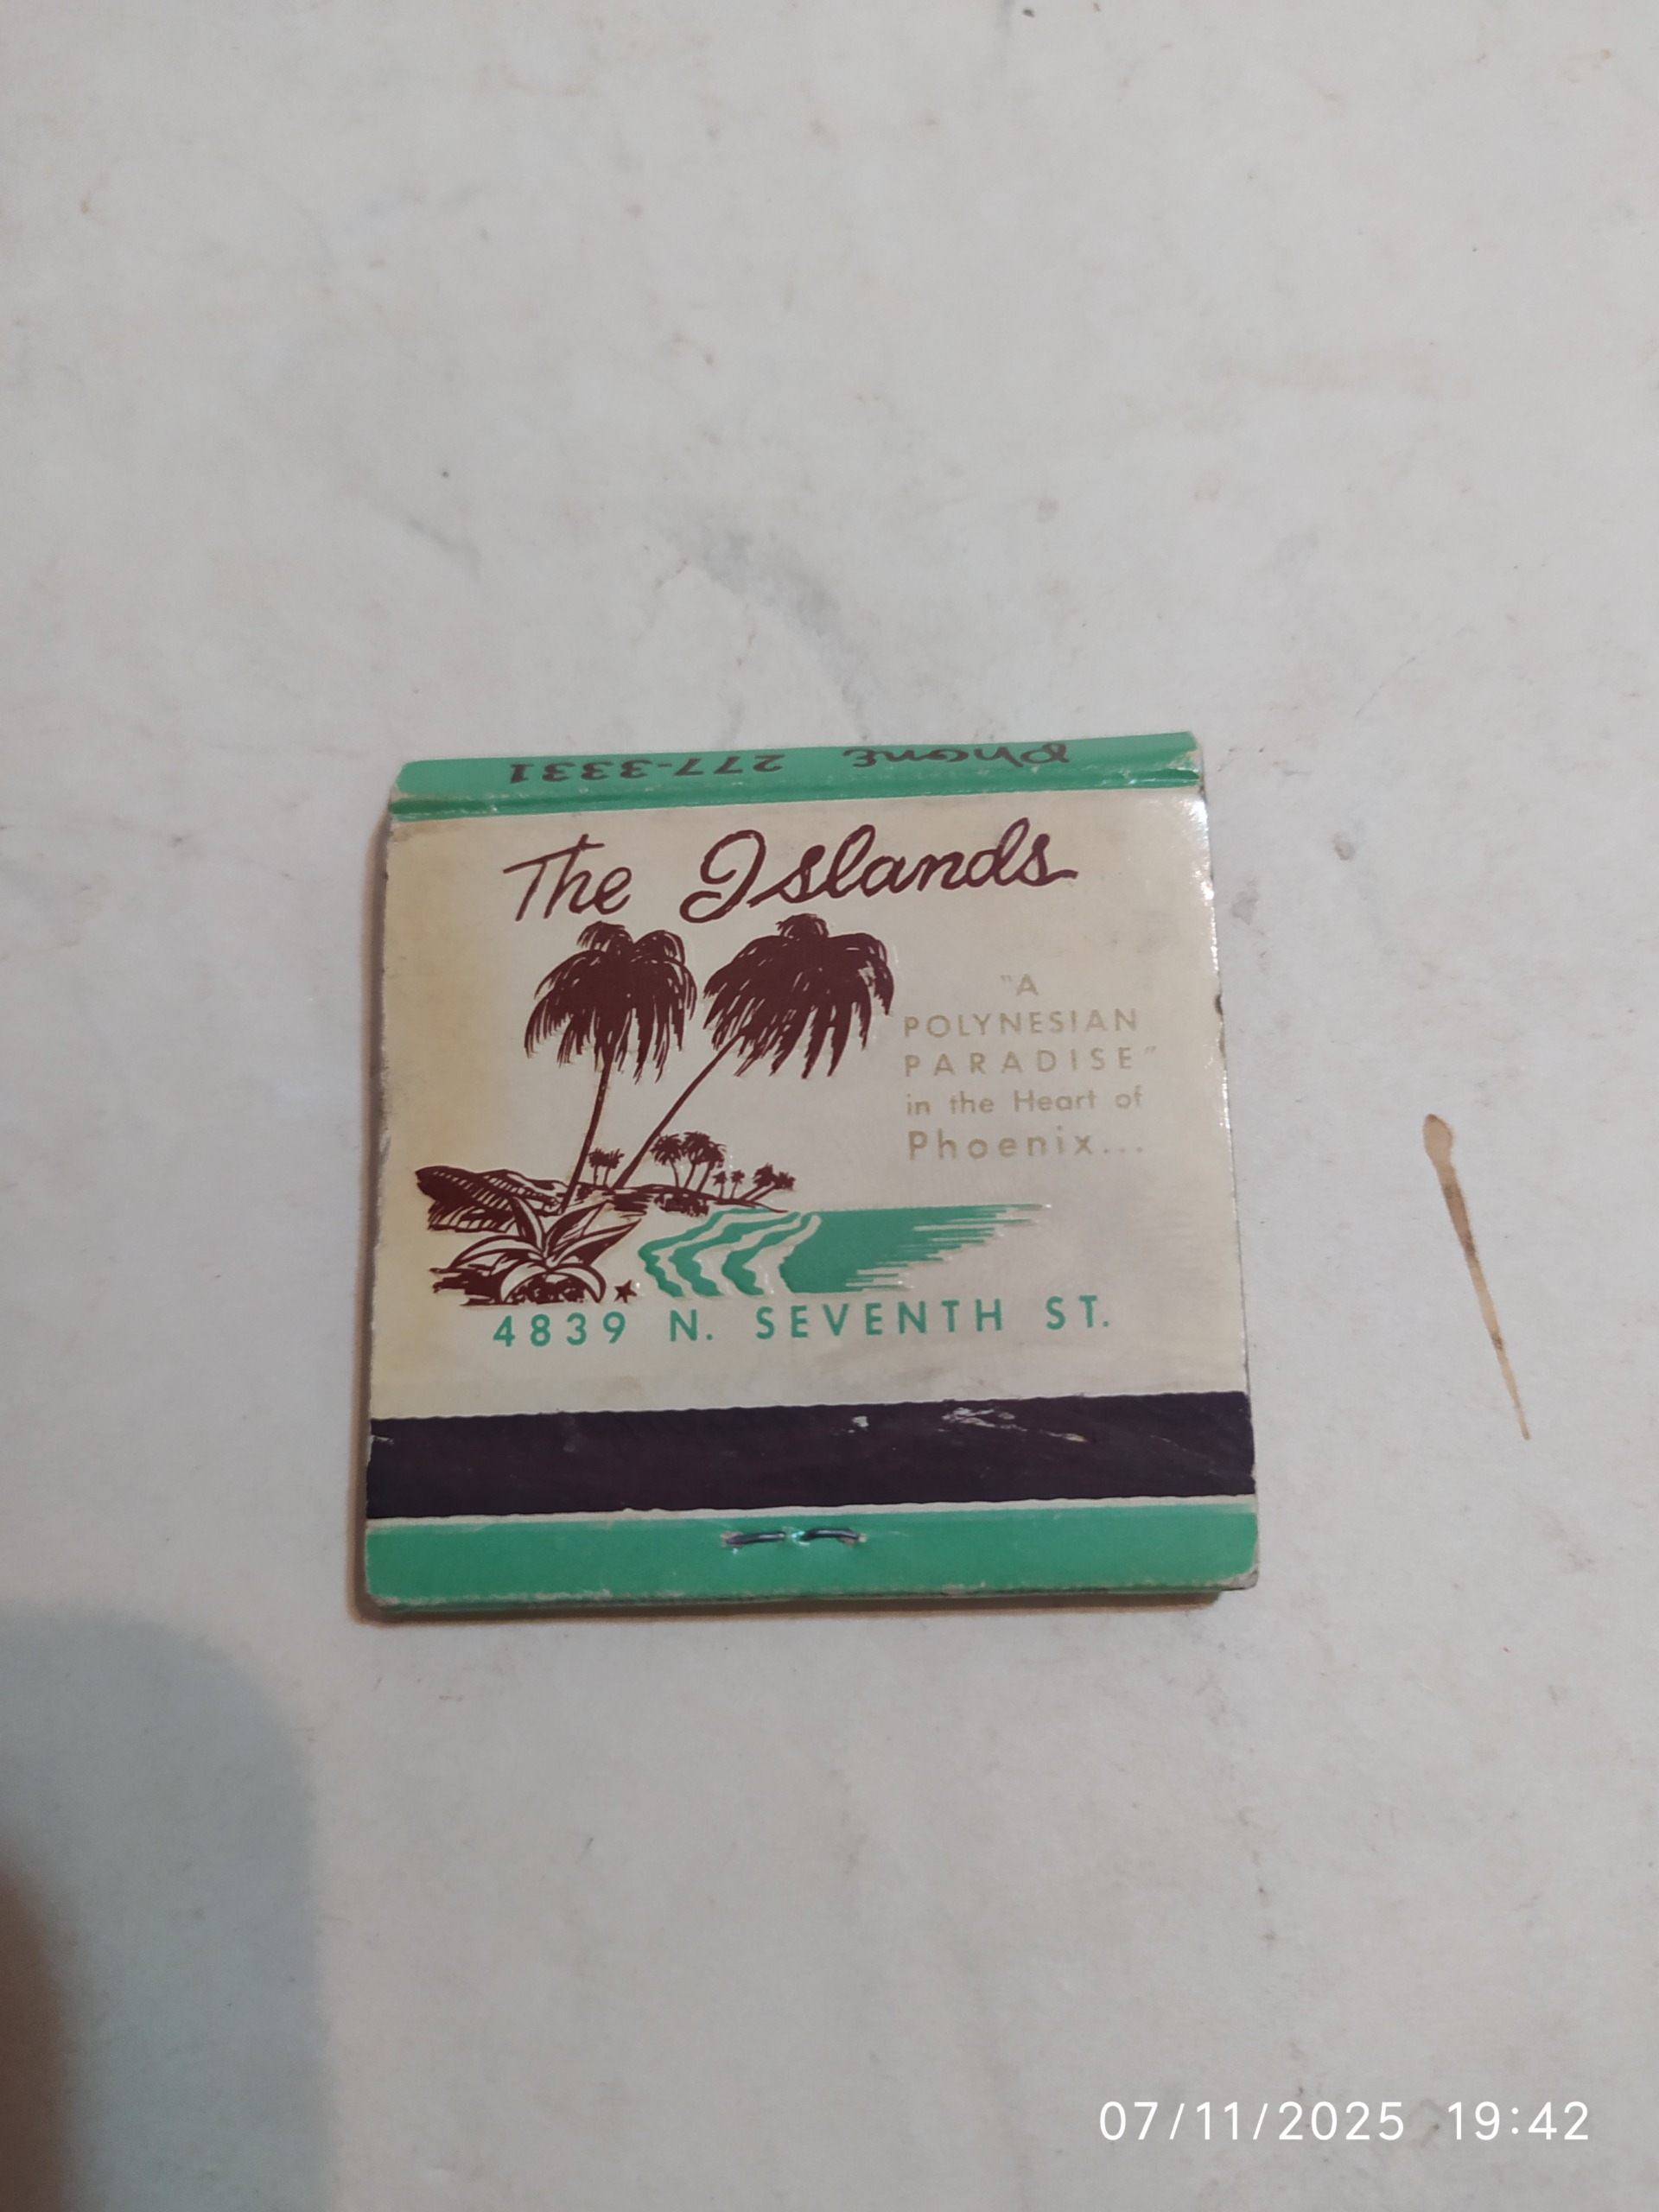 Phone 277-3331
The Islands
"A
POLYNESIAN
PARADISE"
in the Heart of
Phoenix...
4839 N. SEVENTH ST.
07/11/2025 19:42